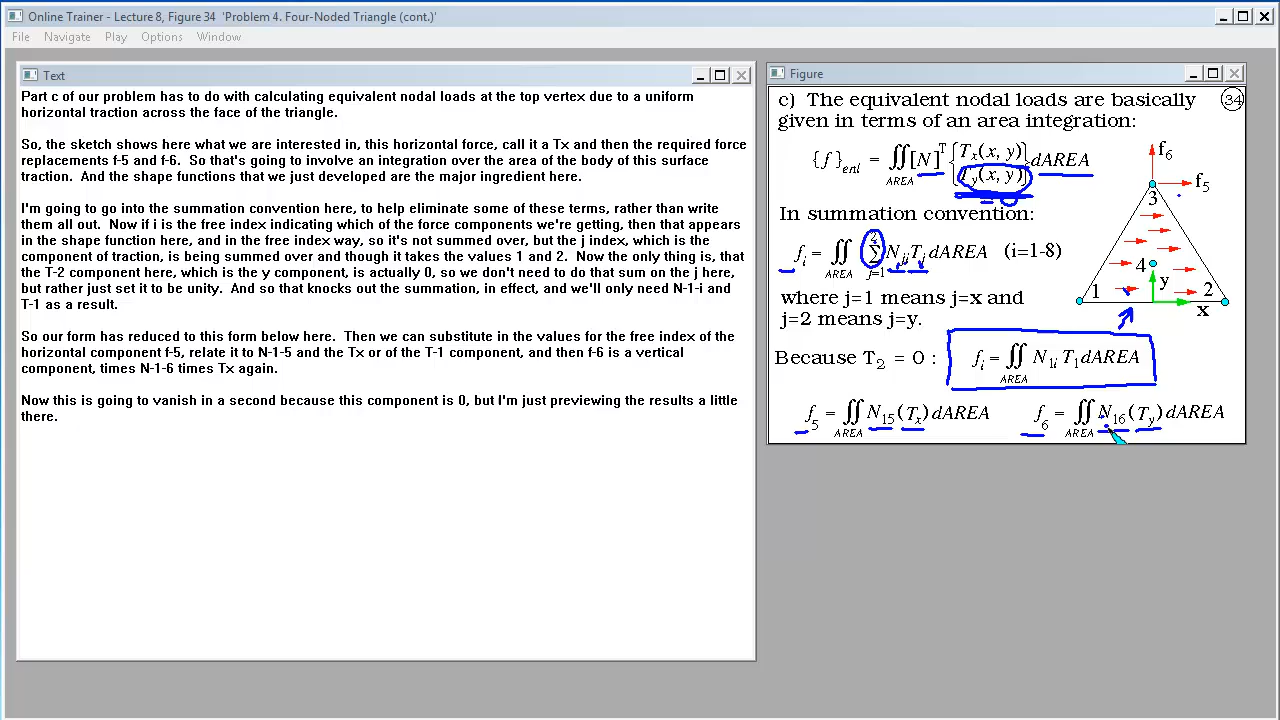 Online Trainer - Lecture 8, Figure 34 'Problem 4. Four-Noded Triangle (cont.)'
File Navigate Play Options Window
Text
Part c of our problem has to do with calculating equivalent nodal loads at the top vertex due to a uniform
horizontal traction across the face of the triangle.
So, the sketch shows here what we are interested in, this horizontal force, call it a Tx and then the required force
replacements f-5 and f-6. So that's going to involve an integration over the area of the body of this surface
traction. And the shape functions that we just developed are the major ingredient here.
I'm going to go into the summation convention here, to help eliminate some of these terms, rather than write
them all out. Now if i is the free index indicating which of the force components we're getting, then that appears
in the shape function here, and in the free index way, so it's not summed over, but the j index, which is the
component of traction, is being summed over and though it takes the values 1 and 2. Now the only thing is, that
the T-2 component here, which is the y component, is actually 0, so we don't need to do that sum on the j here,
but rather just set it to be unity. And so that knocks out the summation, in effect, and we'll only need N-1-i and
T-1 as a result.
So our form has reduced to this form below here. Then we can substitute in the values for the free index of the
horizontal component f-5, relate it to N-1-5 and the Tx or of the T-1 component, and then f-6 is a vertical
component, times N-1-6 times Tx again.
Now this is going to vanish in a second because this component is 0, but I'm just previewing the results a little
there.
Figure
c) The equivalent nodal loads are basically 34
given in terms of an area integration:
{f}enl = ∬AREA [N]^T {Tx(x, y) Ty(x, y)} dAREA
In summation convention:
fi = ∬AREA Σ j=1 2 Nji Tj dAREA (i=1-8)
where j=1 means j=x and
j=2 means j=y.
Because T2 = 0 : fi = ∬AREA N1i T1 dAREA
f5 = ∬AREA N15 (Tx) dAREA f6 = ∬AREA N16 (Ty) dAREA
f6
f5
3
4
y
1 2
x